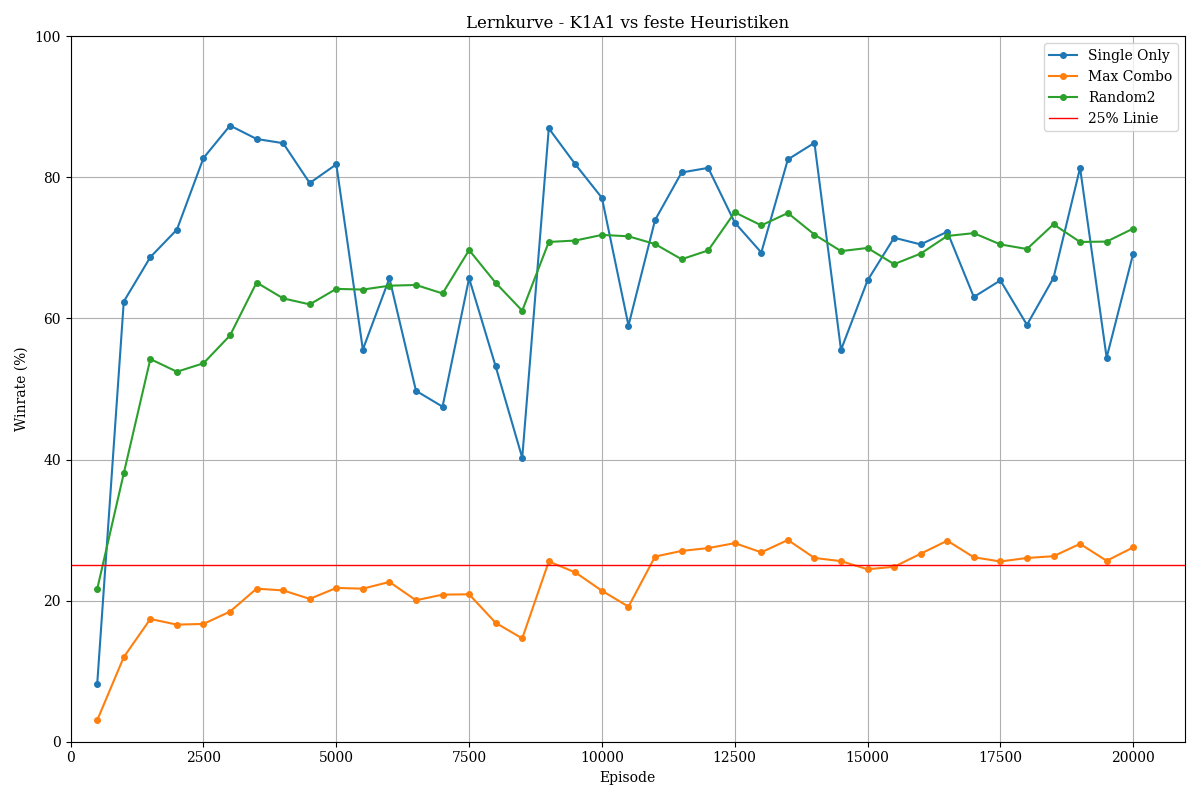 Lernkurve - K1A1 vs feste Heuristiken
Single Only
Max Combo
Random2
25% Linie
Winrate (%)
100
80
60
40
20
0
0 2500 5000 7500 10000 12500 15000 17500 20000
Episode